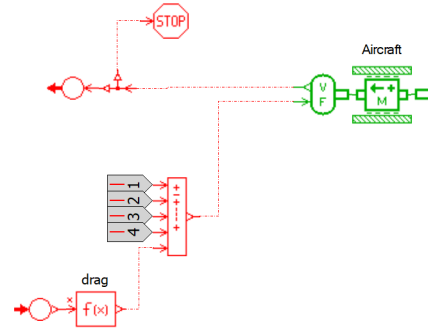 STOP
Aircraft
V
F
← +
M
1
2
3
4
+
+
+
drag
x
f(x)